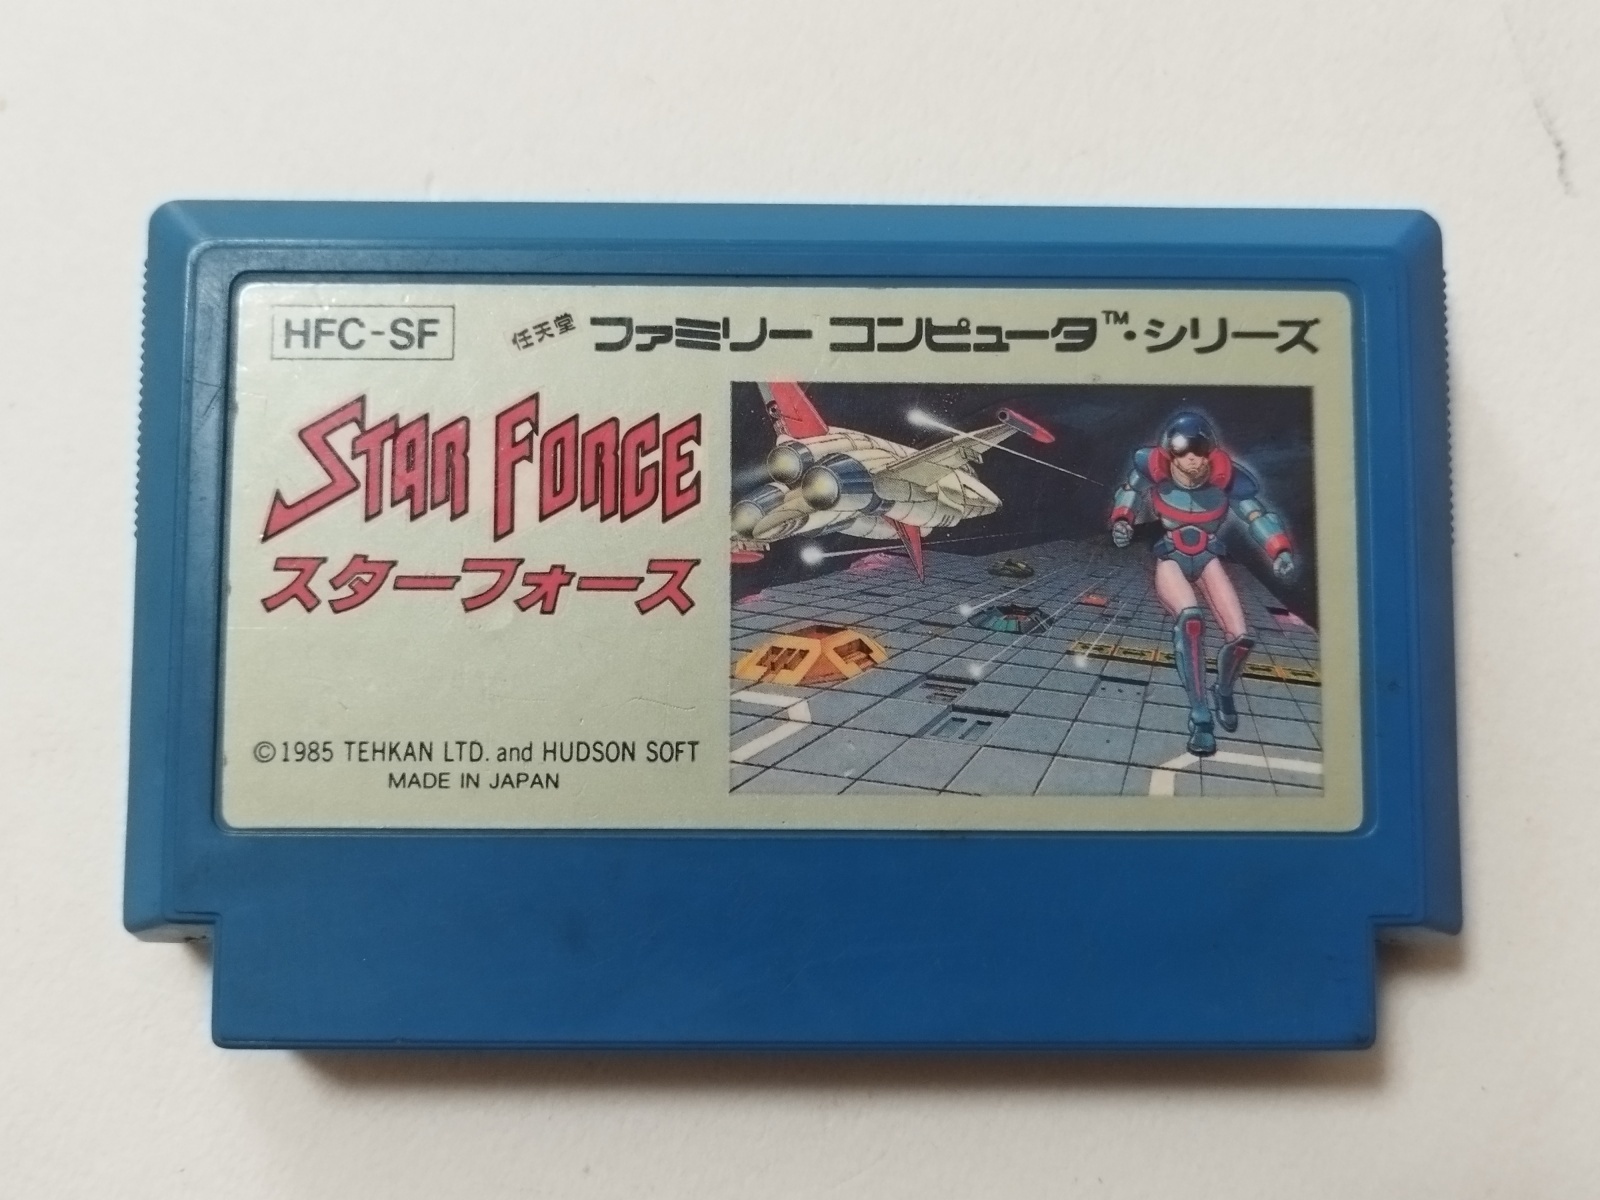 HFC-SF
任天堂 ファミリー コンピュータ™・シリーズ
STAR FORCE
スターフォース
©1985 TEHKAN LTD. and HUDSON SOFT
MADE IN JAPAN